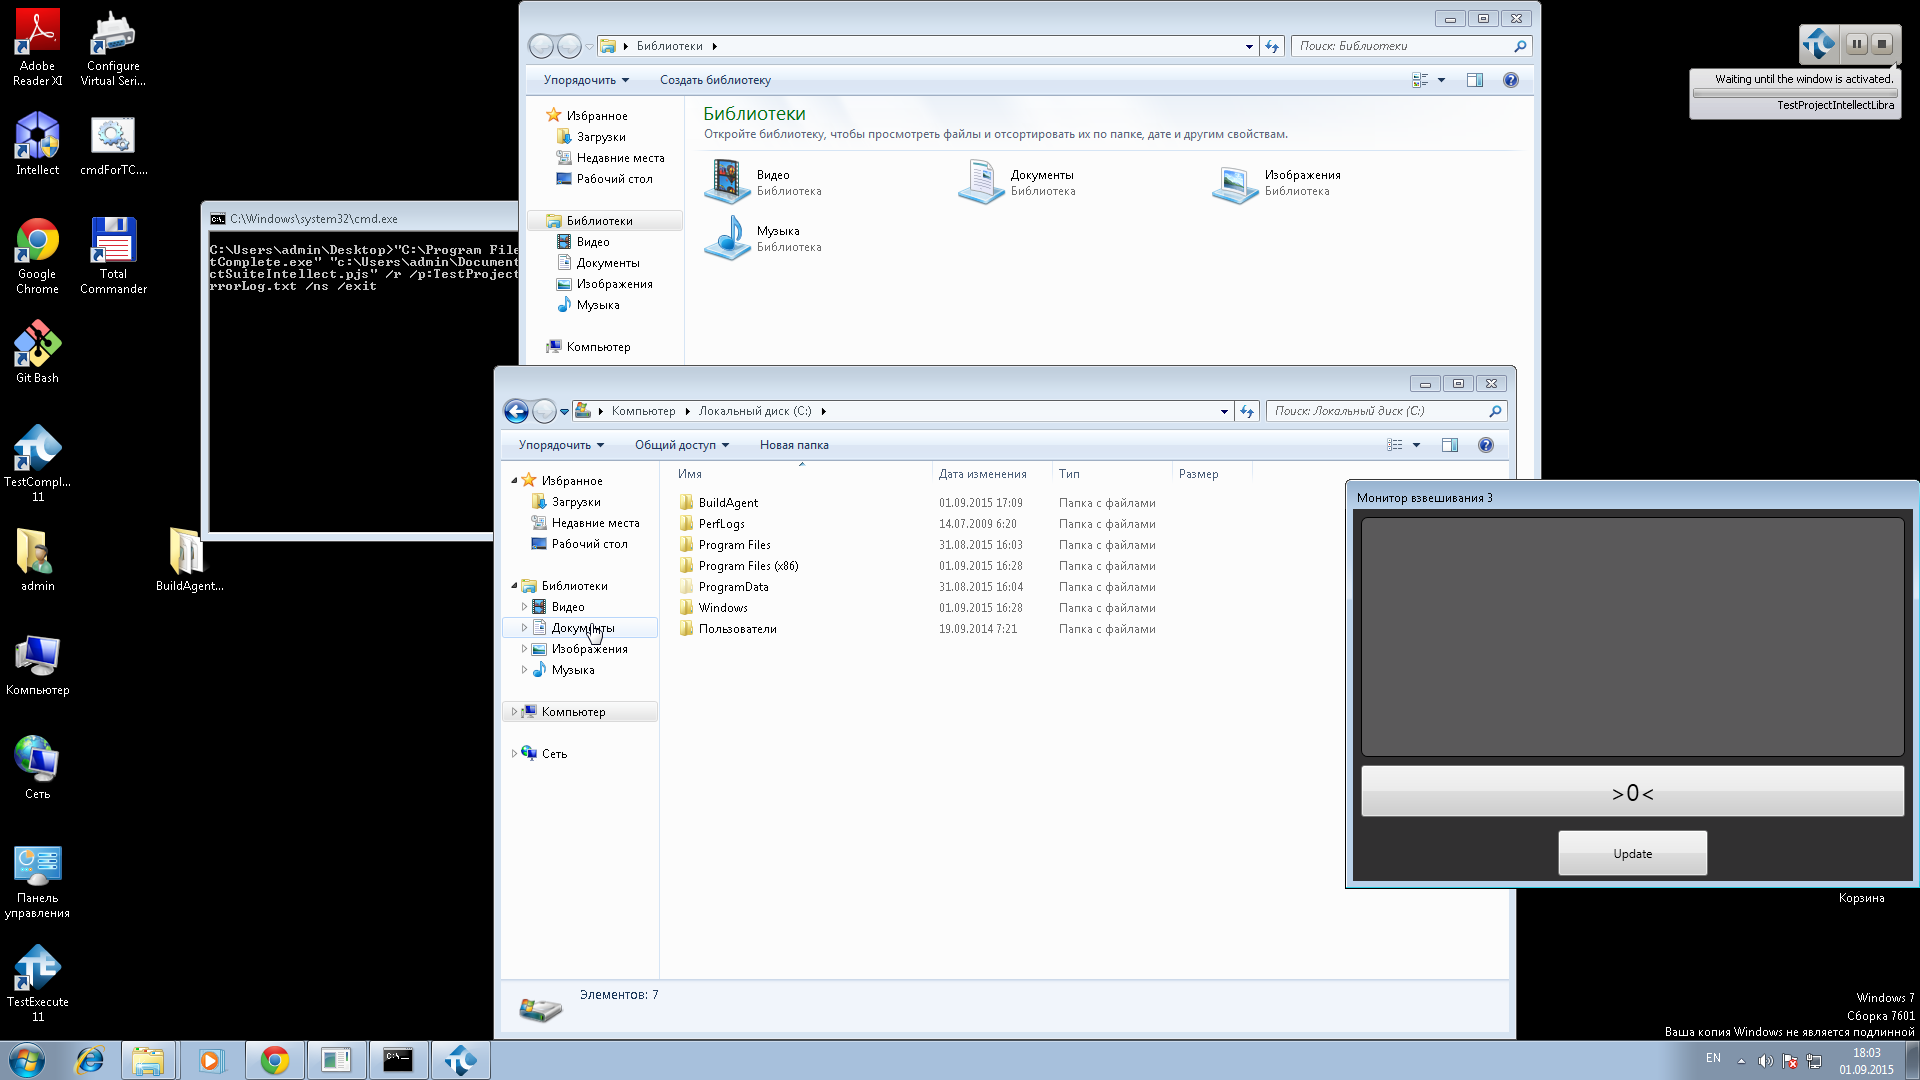 Adobe
Reader XI
Configure
Virtual Seri...
Intellect
cmdForTC....
Google
Chrome
Total
Commander
Git Bash
TestCompl...
11
admin
BuildAgent...
Компьютер
Сеть
Панель
управления
TestExecute
11
C:\Windows\system32\cmd.exe
C:\Users\admin\Desktop>"C:\Program File
tComplete.exe" "c:\Users\admin\Document
ctSuiteIntellect.pjs" /r /p:TestProject
rrorLog.txt /ns /exit
Библиотеки
Поиск: Библиотеки
Упорядочить
Создать библиотеку
Избранное
Загрузки
Недавние места
Рабочий стол
Библиотеки
Видео
Документы
Изображения
Музыка
Компьютер
Библиотеки
Откройте библиотеку, чтобы просмотреть файлы и отсортировать их по папке, дате и другим свойствам.
Видео
Библиотека
Документы
Библиотека
Изображения
Библиотека
Музыка
Библиотека
Waiting until the window is activated.
TestProjectIntellectLibra
Компьютер
Локальный диск (C:)
Поиск: Локальный диск (C:)
Упорядочить
Общий доступ
Новая папка
Избранное
Загрузки
Недавние места
Рабочий стол
Библиотеки
Видео
Документы
Изображения
Музыка
Компьютер
Сеть
Имя Дата изменения Тип Размер
BuildAgent 01.09.2015 17:09 Папка с файлами
PerfLogs 14.07.2009 6:20 Папка с файлами
Program Files 31.08.2015 16:03 Папка с файлами
Program Files (x86) 01.09.2015 16:28 Папка с файлами
ProgramData 31.08.2015 16:04 Папка с файлами
Windows 01.09.2015 16:28 Папка с файлами
Пользователи 19.09.2014 7:21 Папка с файлами
Элементов: 7
Монитор взвешивания 3
>0<
Update
Корзина
Windows 7
Сборка 7601
Ваша копия Windows не является подлинной
C:\_
EN
18:03
01.09.2015